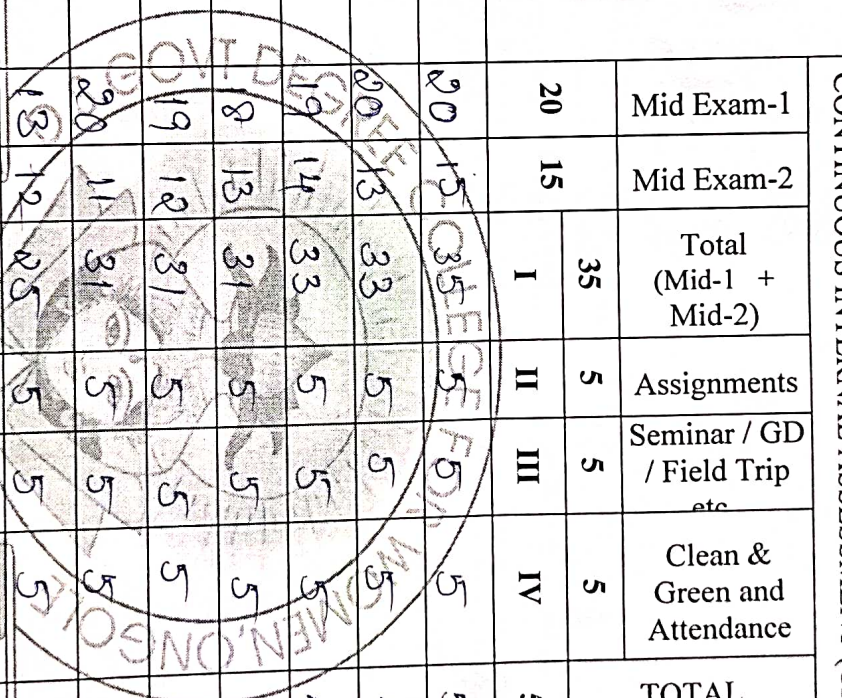 CONTINUOUS INTERNAL ASSESSMENT (
Mid Exam-1
Mid Exam-2
Total
(Mid-1 +
Mid-2)
Assignments
Seminar / GD
/ Field Trip
etc
Clean &
Green and
Attendance
TOTAL
35 5 5 5
20 15 I II III IV
20 15 35 5 5 5
20 13 33 5 5 5
19 14 33 5 5 5
8 13 31 5 5 5
19 12 31 5 5 5
20 11 31 5 5 5
13 12 25 5 5 5
GOVT DEGREE COLLEGE FOR WOMEN, ONGOLE